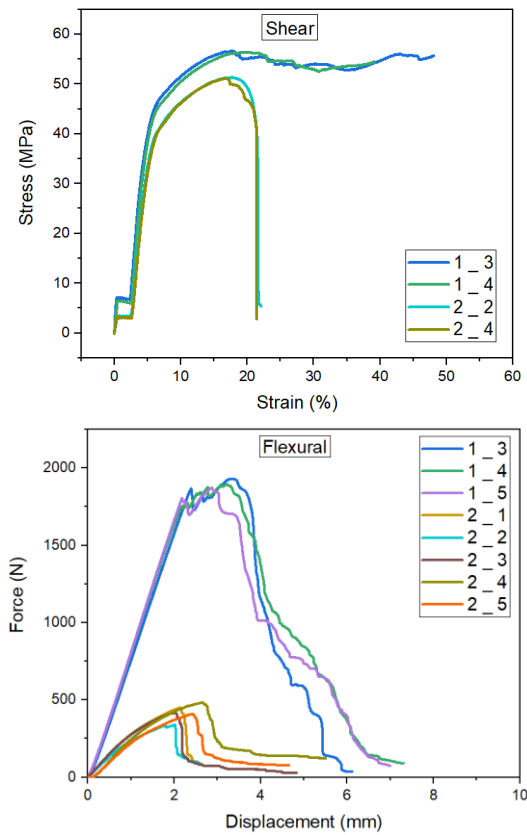 Shear
60
50
40
30
20
10
0
Stress (MPa)
1 _ 3
1 _ 4
2 _ 2
2 _ 4
0 10 20 30 40 50 60
Strain (%)
Flexural
2000
1500
1000
500
0
Force (N)
1 _ 3
1 _ 4
1 _ 5
2 _ 1
2 _ 2
2 _ 3
2 _ 4
2 _ 5
0 2 4 6 8 10
Displacement (mm)